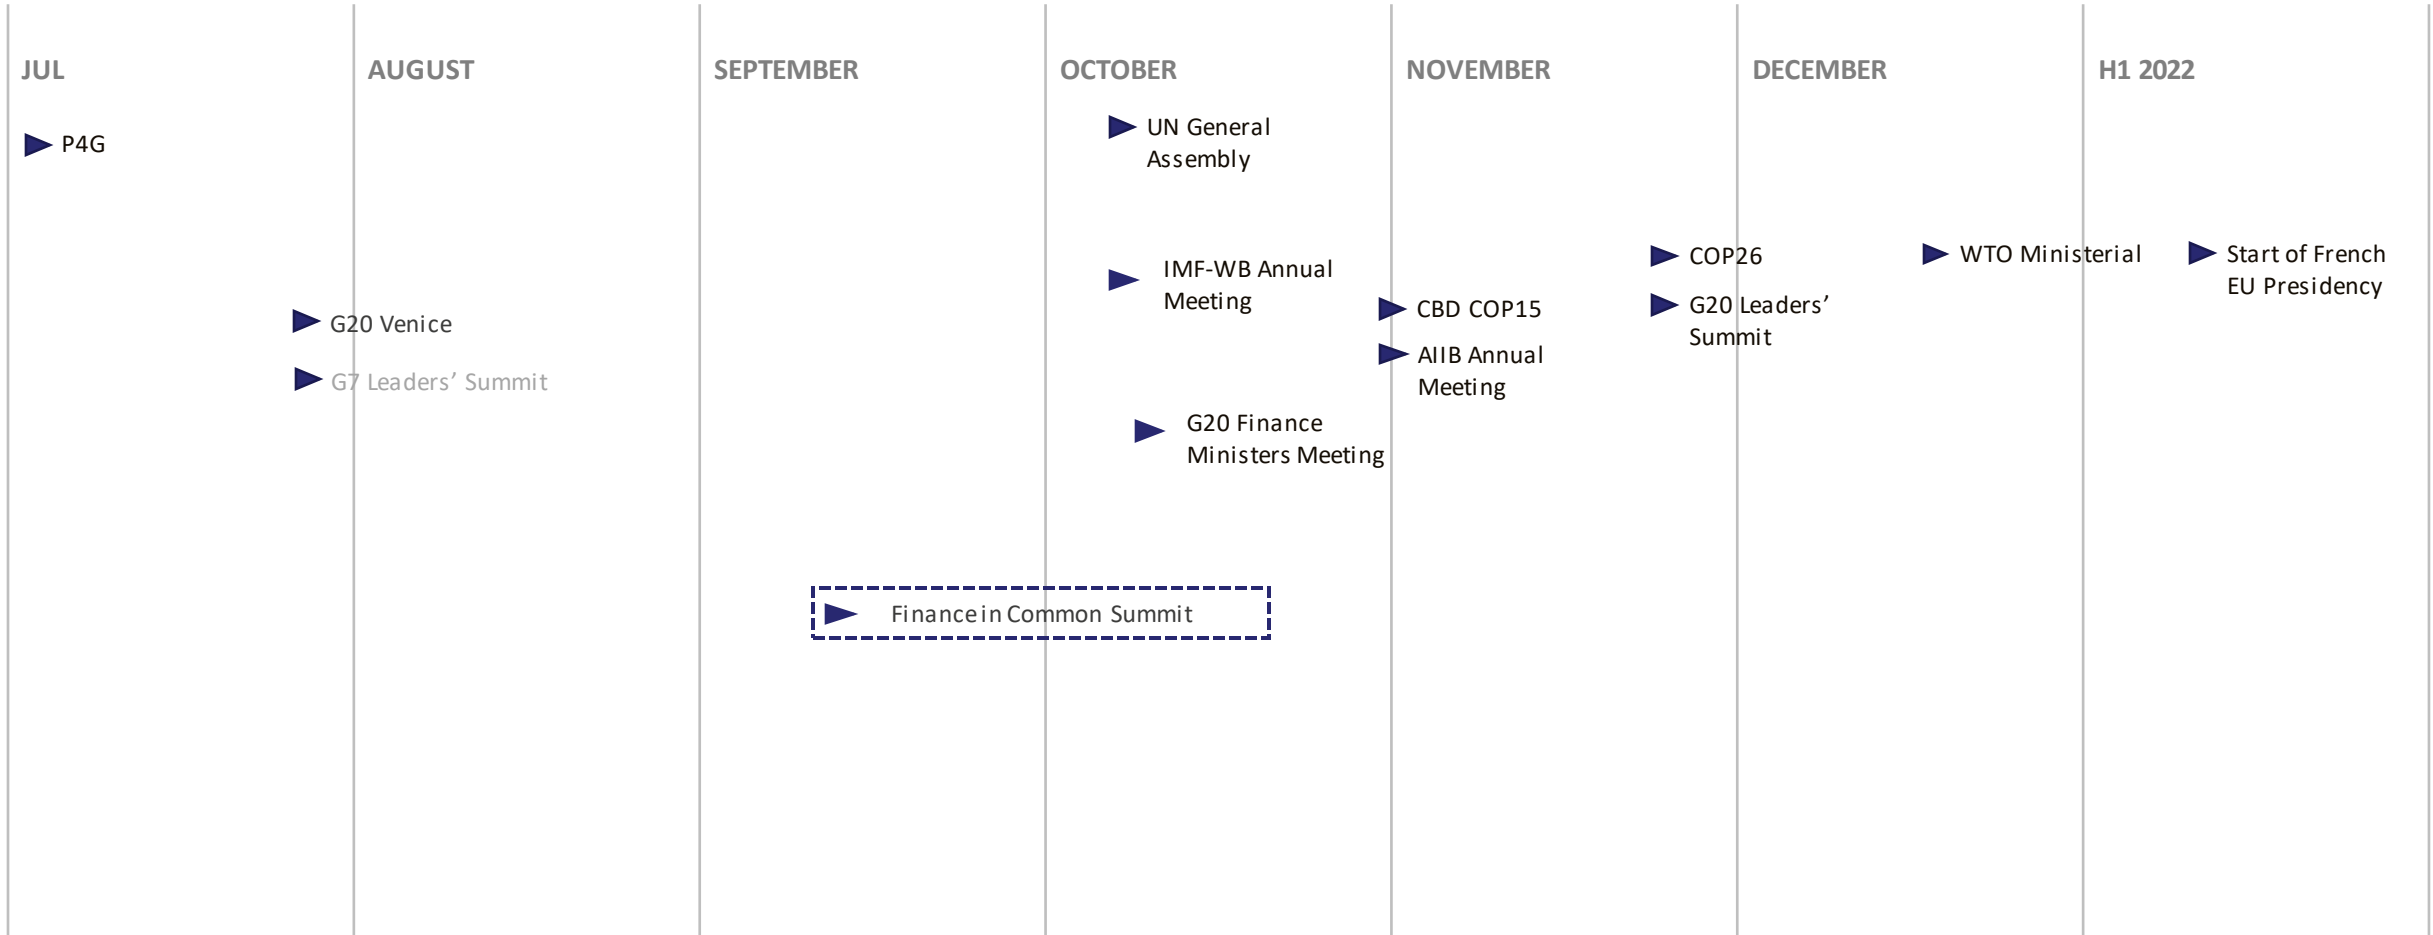 JUL
AUGUST
SEPTEMBER
OCTOBER
NOVEMBER
DECEMBER
H1 2022
P4G
G20 Venice
G7 Leaders’ Summit
Finance in Common Summit
UN General
Assembly
IMF-WB Annual
Meeting
G20 Finance
Ministers Meeting
CBD COP15
AIIB Annual
Meeting
COP26
G20 Leaders’
Summit
WTO Ministerial
Start of French
EU Presidency